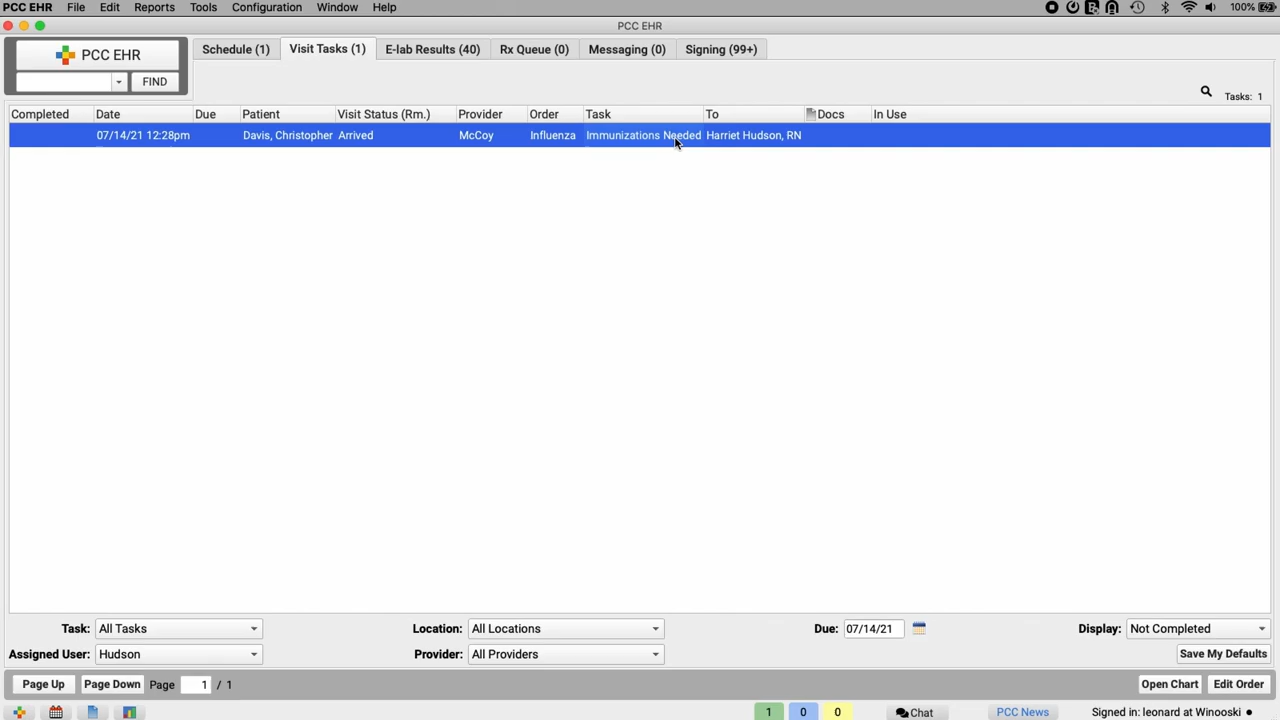 PCC EHR File Edit Reports Tools Configuration Window Help 100%
PCC EHR
PCC EHR
FIND
Schedule (1) Visit Tasks (1) E-lab Results (40) Rx Queue (0) Messaging (0) Signing (99+)
Tasks: 1
Completed Date Due Patient Visit Status (Rm.) Provider Order Task To Docs In Use
07/14/21 12:28pm Davis, Christopher Arrived McCoy Influenza Immunizations Needed Harriet Hudson, RN
Task: All Tasks Location: All Locations Due: 07/14/21 Display: Not Completed
Assigned User: Hudson Provider: All Providers Save My Defaults
Page Up Page Down Page 1 / 1 Open Chart Edit Order
1 0 0 Chat PCC News Signed in: leonard at Winooski